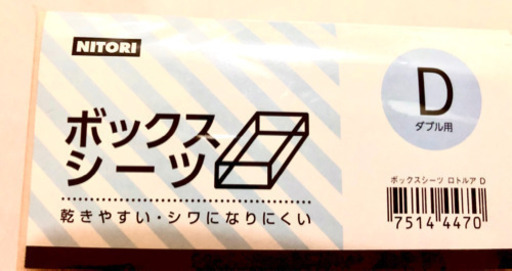 NITORI
ボックス
シーツ
乾きやすい・シワになりにくい
D
ダブル用
ボックスシーツ ロトルア D
7514 4470